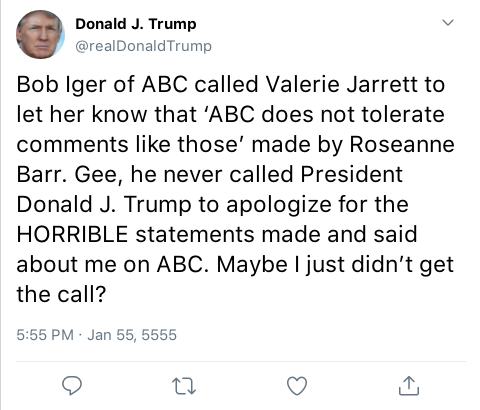 Donald J. Trump
@realDonaldTrump
Bob Iger of ABC called Valerie Jarrett to
let her know that ‘ABC does not tolerate
comments like those’ made by Roseanne
Barr. Gee, he never called President
Donald J. Trump to apologize for the
HORRIBLE statements made and said
about me on ABC. Maybe I just didn’t get
the call?
5:55 PM · Jan 55, 5555